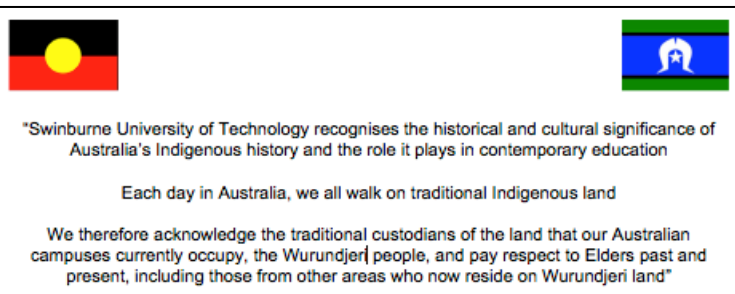 "Swinburne University of Technology recognises the historical and cultural significance of
Australia's Indigenous history and the role it plays in contemporary education
Each day in Australia, we all walk on traditional Indigenous land
We therefore acknowledge the traditional custodians of the land that our Australian
campuses currently occupy, the Wurundjeri people, and pay respect to Elders past and
present, including those from other areas who now reside on Wurundjeri land"